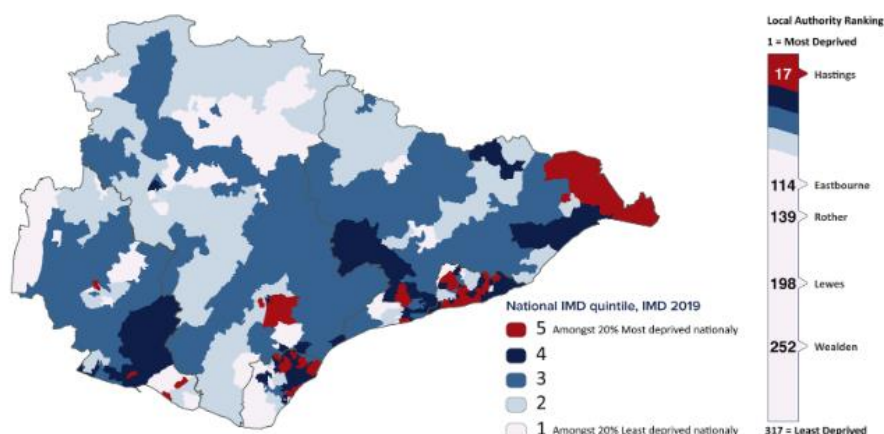 Local Authority Ranking
1 = Most Deprived
17 Hastings
114 Eastbourne
139 Rother
198 Lewes
252 Wealden
317 = Least Deprived
National IMD quintile, IMD 2019
5 Amongst 20% Most deprived nationaly
4
3
2
1 Amongst 20% Least deprived nationaly